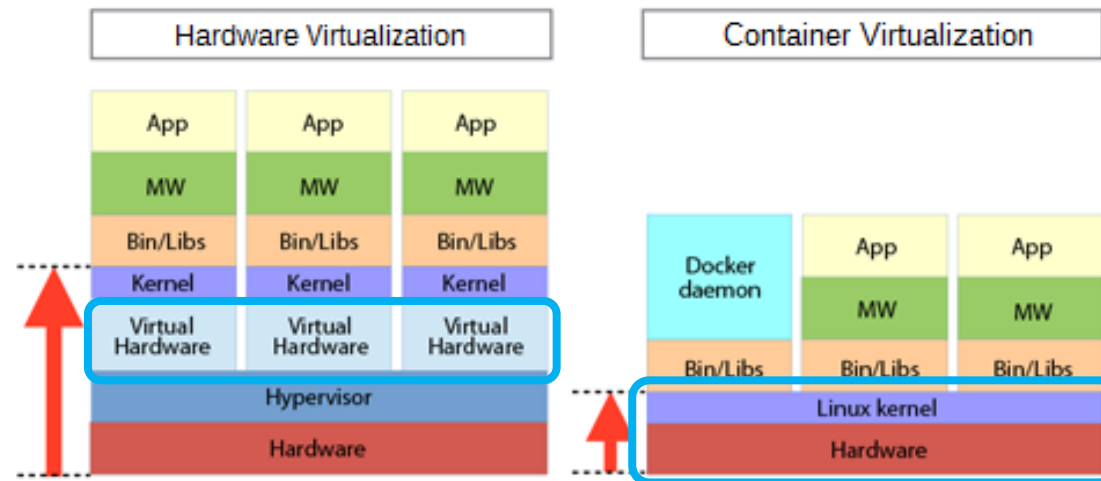 Hardware Virtualization
Container Virtualization
App
App
App
MW
MW
MW
Bin/Libs
Bin/Libs
Bin/Libs
Kernel
Kernel
Kernel
Virtual
Hardware
Virtual
Hardware
Virtual
Hardware
Hypervisor
Hardware
Docker
daemon
App
App
MW
MW
Bin/Libs
Bin/Libs
Bin/Libs
Linux kernel
Hardware